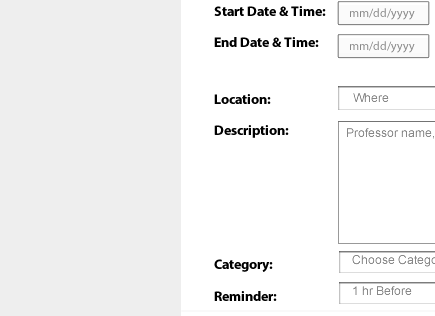 Start Date & Time: mm/dd/yyyy
End Date & Time: mm/dd/yyyy
Location: Where
Description: Professor name,
Category: Choose Catego
Reminder: 1 hr Before